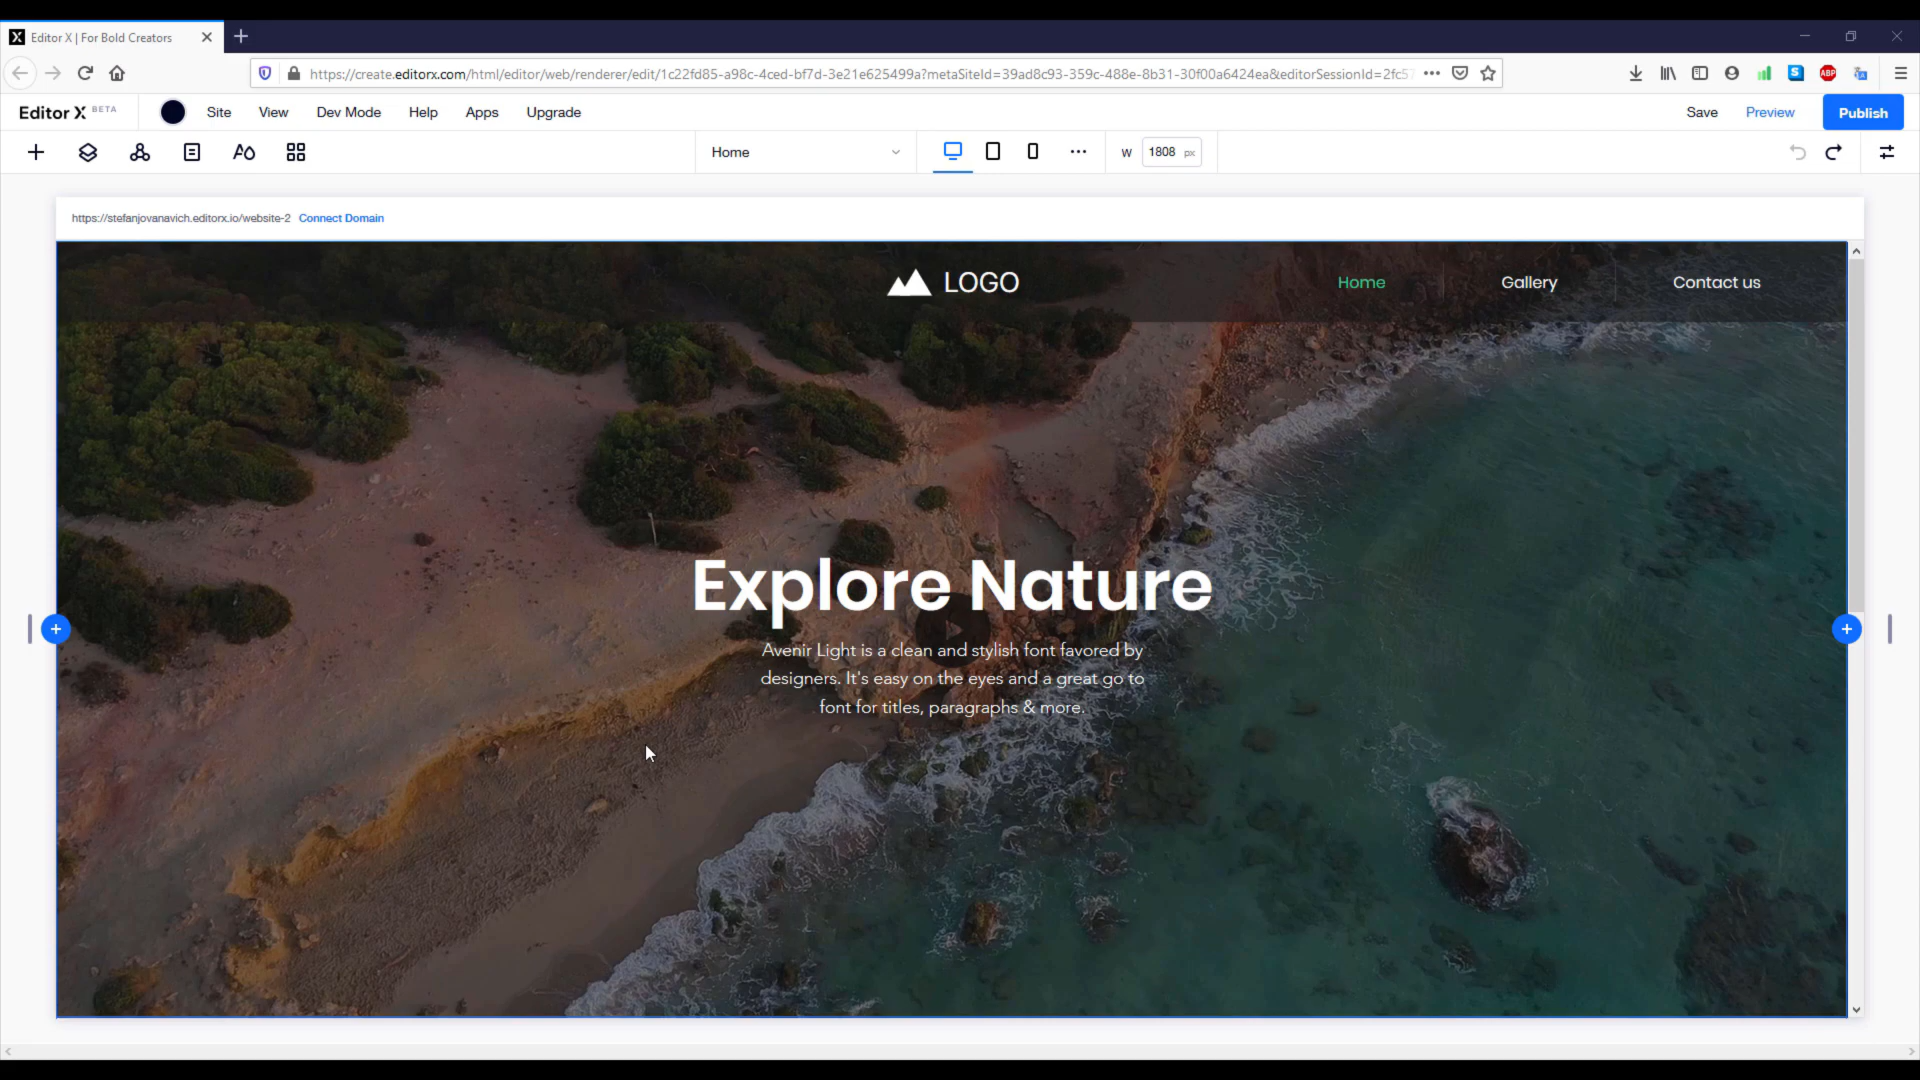 Editor X | For Bold Creators
https://create.editorx.com/html/editor/web/renderer/edit/1c22fd85-a98c-4ced-bf7d-3e21e625499a?metaSiteId=39ad8c93-359c-488e-8b31-30f00a6424ea&editorSessionId=2fc57
S
ABP
Editor X BETA
Site
View
Dev Mode
Help
Apps
Upgrade
Save
Preview
Publish
Home
W
1808 px
https://stefanjovanavich.editorx.io/website-2 Connect Domain
LOGO
Home
Gallery
Contact us
Explore Nature
Avenir Light is a clean and stylish font favored by
designers. It's easy on the eyes and a great go to
font for titles, paragraphs & more.